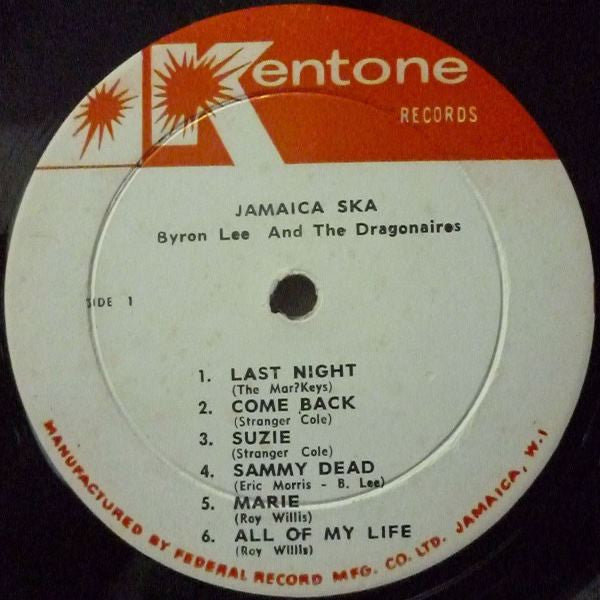 Kentone
RECORDS
JAMAICA SKA
Byron Lee And The Dragonaires
SIDE 1
1. LAST NIGHT
(The Mar?Keys)
2. COME BACK
(Stranger Cole)
3. SUZIE
(Stranger Cole)
4. SAMMY DEAD
(Eric Morris - B. Lee)
5. MARIE
(Roy Willis)
6. ALL OF MY LIFE
(Roy Willis)
MANUFACTURED BY FEDERAL RECORD MFG. CO. LTD. JAMAICA, W.I